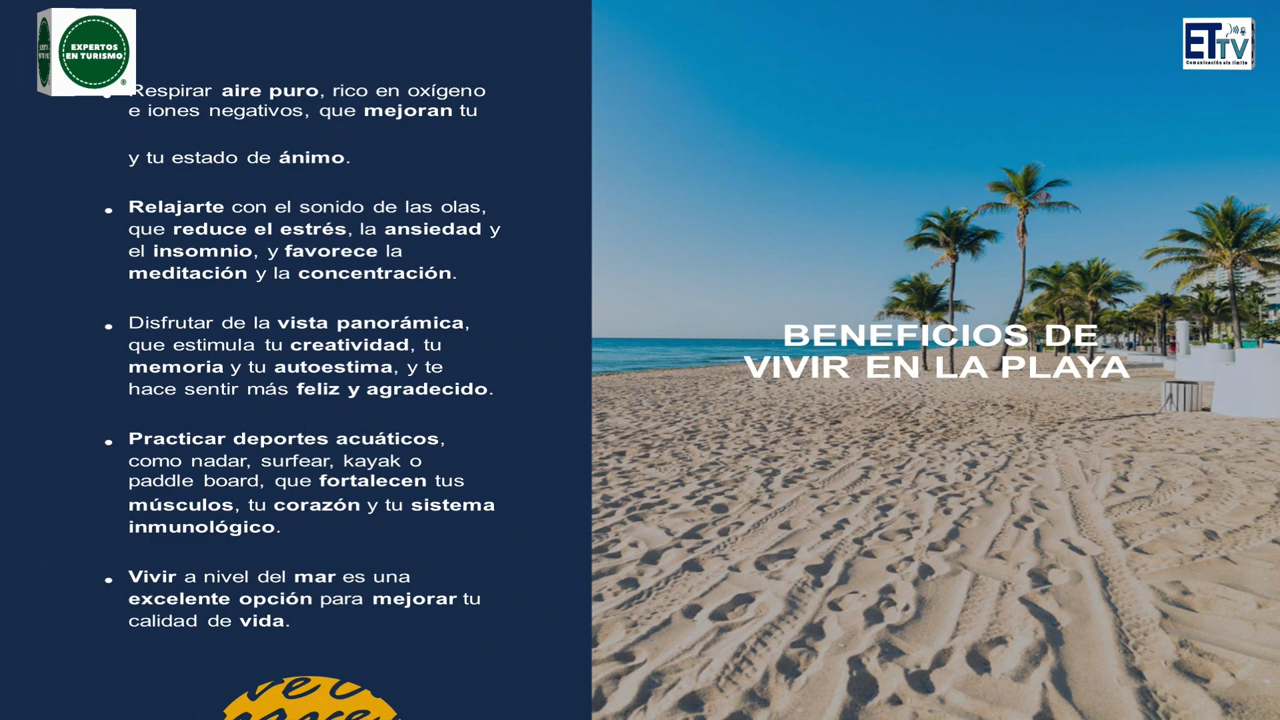 EXPERTOS
EN TURISMO
®
ET TV
Comunicación sin límite
Respirar aire puro, rico en oxígeno
e iones negativos, que mejoran tu
y tu estado de ánimo.
• Relajarte con el sonido de las olas,
que reduce el estrés, la ansiedad y
el insomnio, y favorece la
meditación y la concentración.
• Disfrutar de la vista panorámica,
que estimula tu creatividad, tu
memoria y tu autoestima, y te
hace sentir más feliz y agradecido.
• Practicar deportes acuáticos,
como nadar, surfear, kayak o
paddle board, que fortalecen tus
músculos, tu corazón y tu sistema
inmunológico.
• Vivir a nivel del mar es una
excelente opción para mejorar tu
calidad de vida.
BENEFICIOS DE
VIVIR EN LA PLAYA